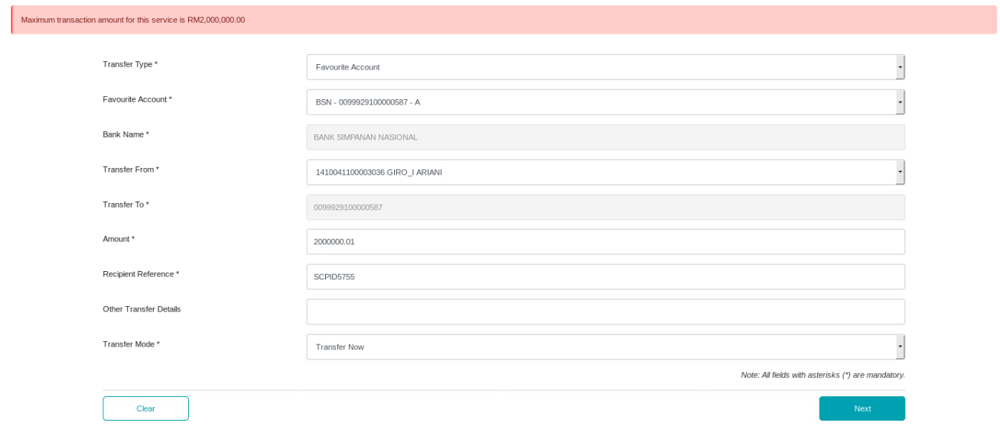 Maximum transaction amount for this service is RM2,000,000.00
Transfer Type * Favourite Account
Favourite Account * BSN - 0099929100000587 - A
Bank Name * BANK SIMPANAN NASIONAL
Transfer From * 1410041100003036 GIRO_I ARIANI
Transfer To * 0099929100000587
Amount * 2000000.01
Recipient Reference * SCPID5755
Other Transfer Details
Transfer Mode * Transfer Now
Note: All fields with asterisks (*) are mandatory.
Clear Next